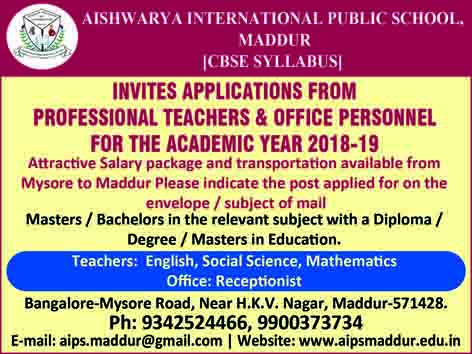 AISHWARYA INTERNATIONAL PUBLIC SCHOOL,
MADDUR
[CBSE SYLLABUS]
INVITES APPLICATIONS FROM
PROFESSIONAL TEACHERS & OFFICE PERSONNEL
FOR THE ACADEMIC YEAR 2018-19
Attractive Salary package and transportation available from
Mysore to Maddur Please indicate the post applied for on the
envelope / subject of mail
Masters / Bachelors in the relevant subject with a Diploma /
Degree / Masters in Education.
Teachers: English, Social Science, Mathematics
Office: Receptionist
Bangalore-Mysore Road, Near H.K.V. Nagar, Maddur-571428.
Ph: 9342524466, 9900373734
E-mail: aips.maddur@gmail.com | Website: www.aipsmaddur.edu.in